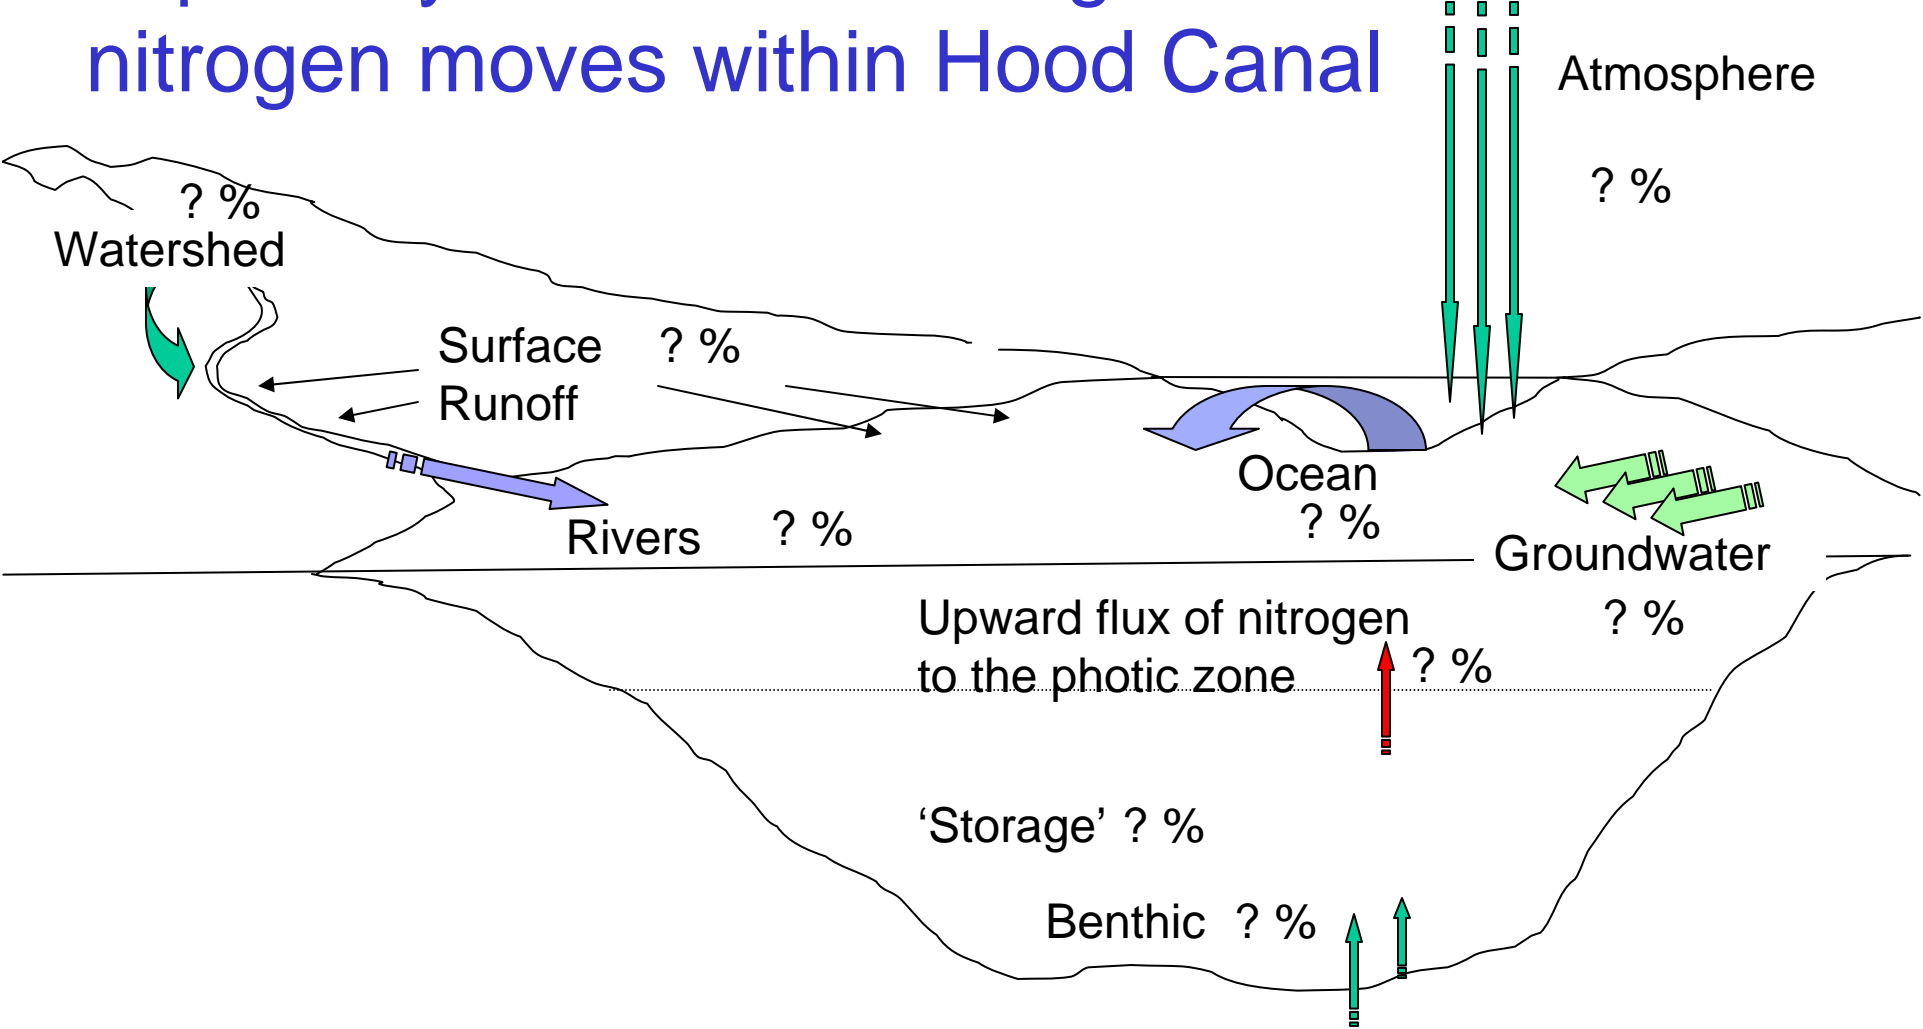 nitrogen moves within Hood Canal
Atmosphere
? %
? %
Watershed
Surface ? %
Runoff
Ocean
? %
Rivers ? %
Groundwater
? %
Upward flux of nitrogen
to the photic zone ? %
‘Storage’ ? %
Benthic ? %